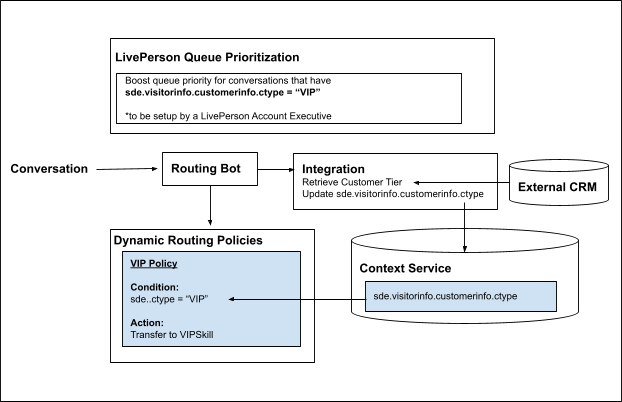 LivePerson Queue Prioritization
Boost queue priority for conversations that have
sde.visitorinfo.customerinfo.ctype = “VIP”
*to be setup by a LivePerson Account Executive
Conversation
Routing Bot
Integration
Retrieve Customer Tier
Update sde.visitorinfo.customerinfo.ctype
External CRM
Dynamic Routing Policies
VIP Policy
Condition:
sde..ctype = “VIP”
Action:
Transfer to VIPSkill
Context Service
sde.visitorinfo.customerinfo.ctype